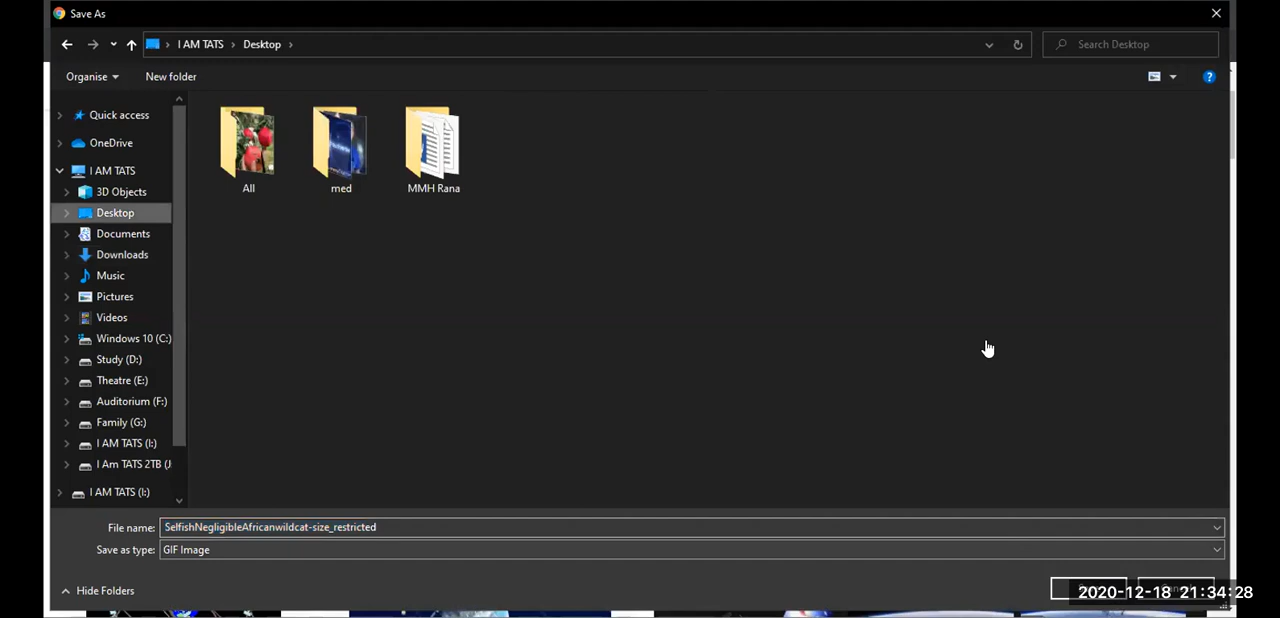 Save As
I AM TATS
Desktop
Search Desktop
Organise
New folder
Quick access
OneDrive
I AM TATS
3D Objects
Desktop
Documents
Downloads
Music
Pictures
Videos
Windows 10 (C:)
Study (D:)
Theatre (E:)
Auditorium (F:)
Family (G:)
I AM TATS (I:)
I Am TATS 2TB (J
I AM TATS (I:)
All
med
MMH Rana
File name:
SelfishNegligibleAfricanwildcat-size_restricted
Save as type:
GIF Image
Hide Folders
2020-12-18 21:34:28